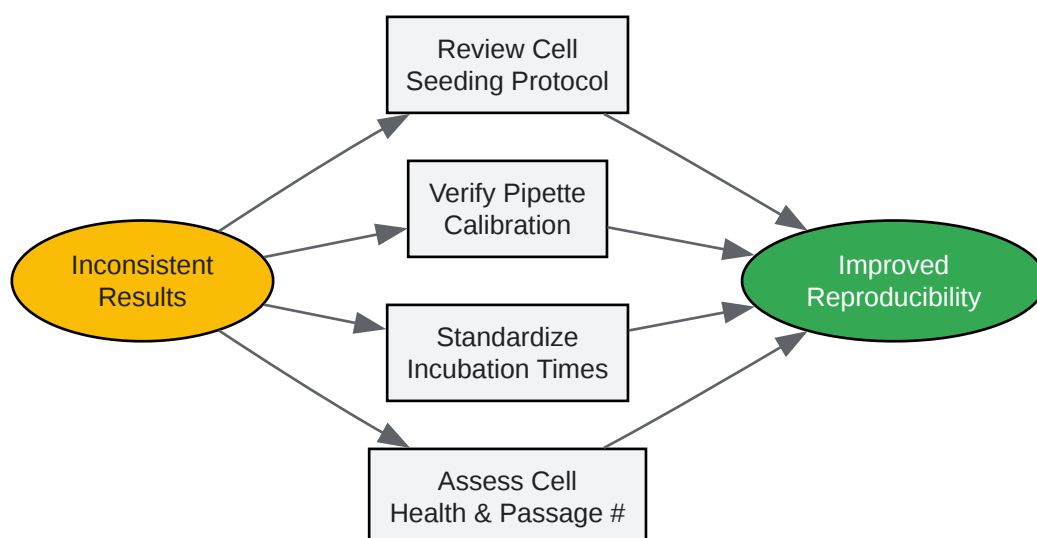 Review Cell
Seeding Protocol
Verify Pipette
Calibration
Inconsistent
Results
Improved
Reproducibility
Standardize
Incubation Times
Assess Cell
Health & Passage #